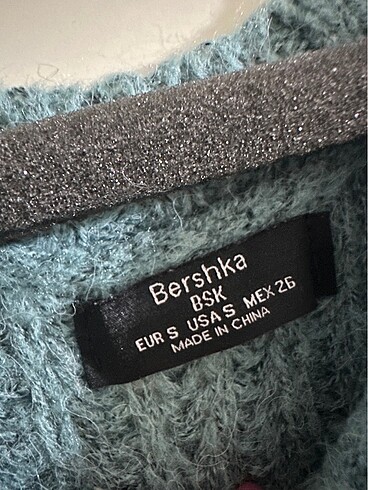 Bershka
BSK
EUR S USA S MEX 26
MADE IN CHINA